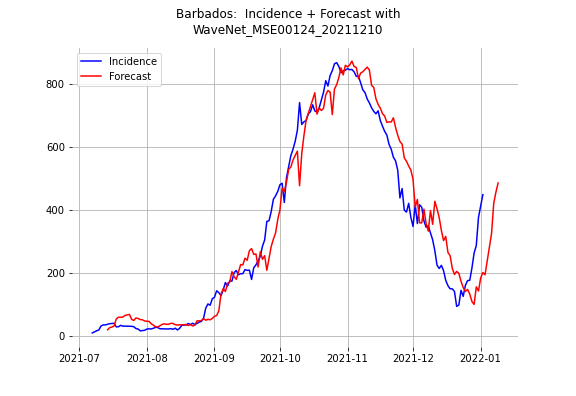 Barbados:  Incidence + Forecast with
WaveNet_MSE00124_20211210
Incidence
Forecast
800
600
400
200
0
2021-07 2021-08 2021-09 2021-10 2021-11 2021-12 2022-01